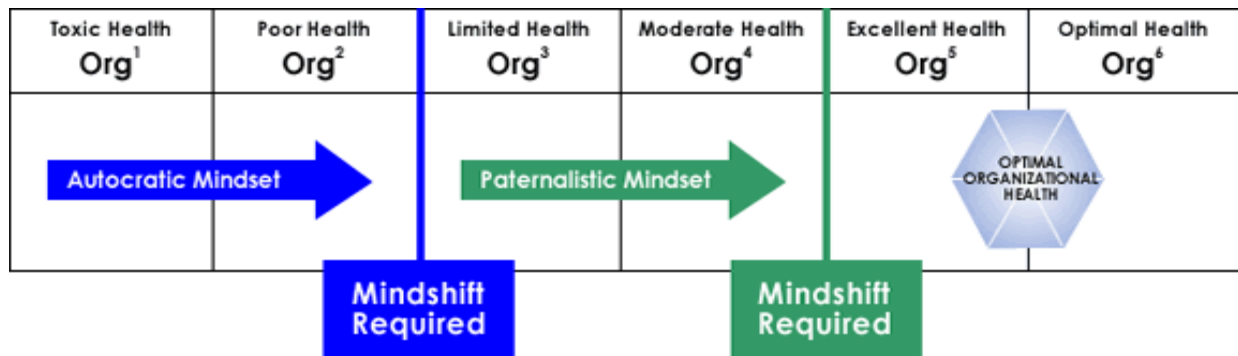 Toxic Health
Org¹
Poor Health
Org²
Limited Health
Org³
Moderate Health
Org⁴
Excellent Health
Org⁵
Optimal Health
Org⁶
Autocratic Mindset
Paternalistic Mindset
OPTIMAL
ORGANIZATIONAL
HEALTH
Mindshift
Required
Mindshift
Required